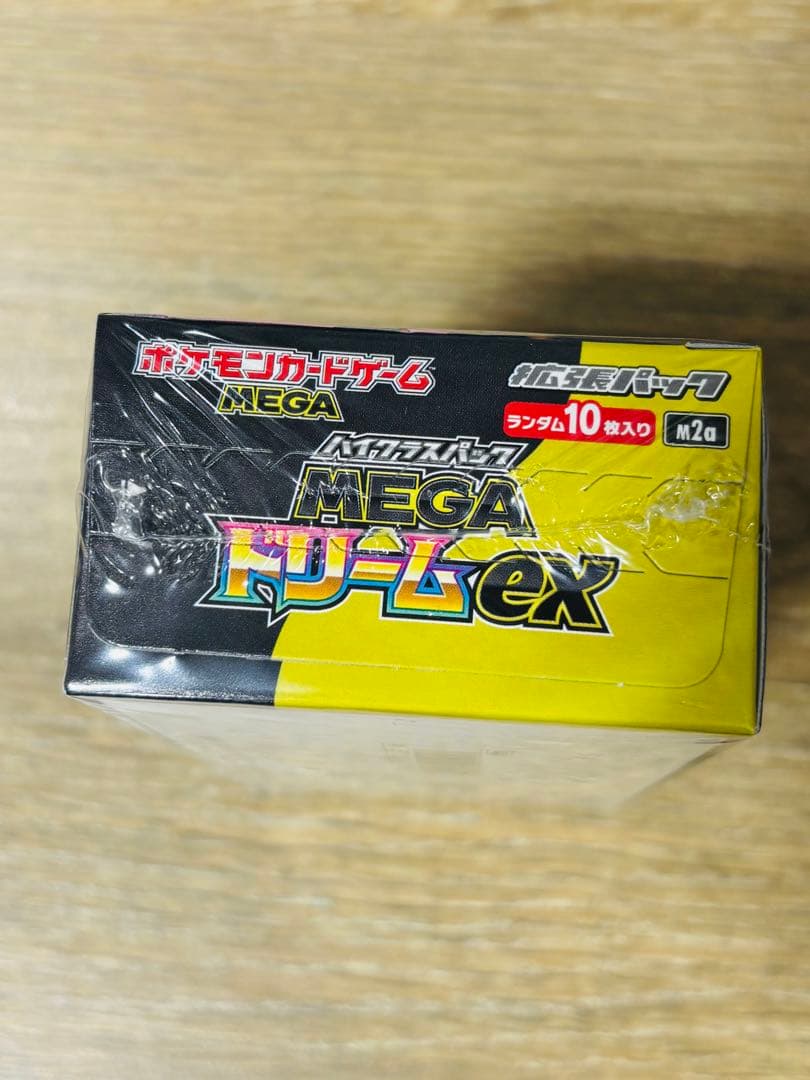 ポケモンカードゲーム
MEGA
拡張パック
ランダム10枚入り
M2a
ハイクラスパック
MEGA
ドリームex